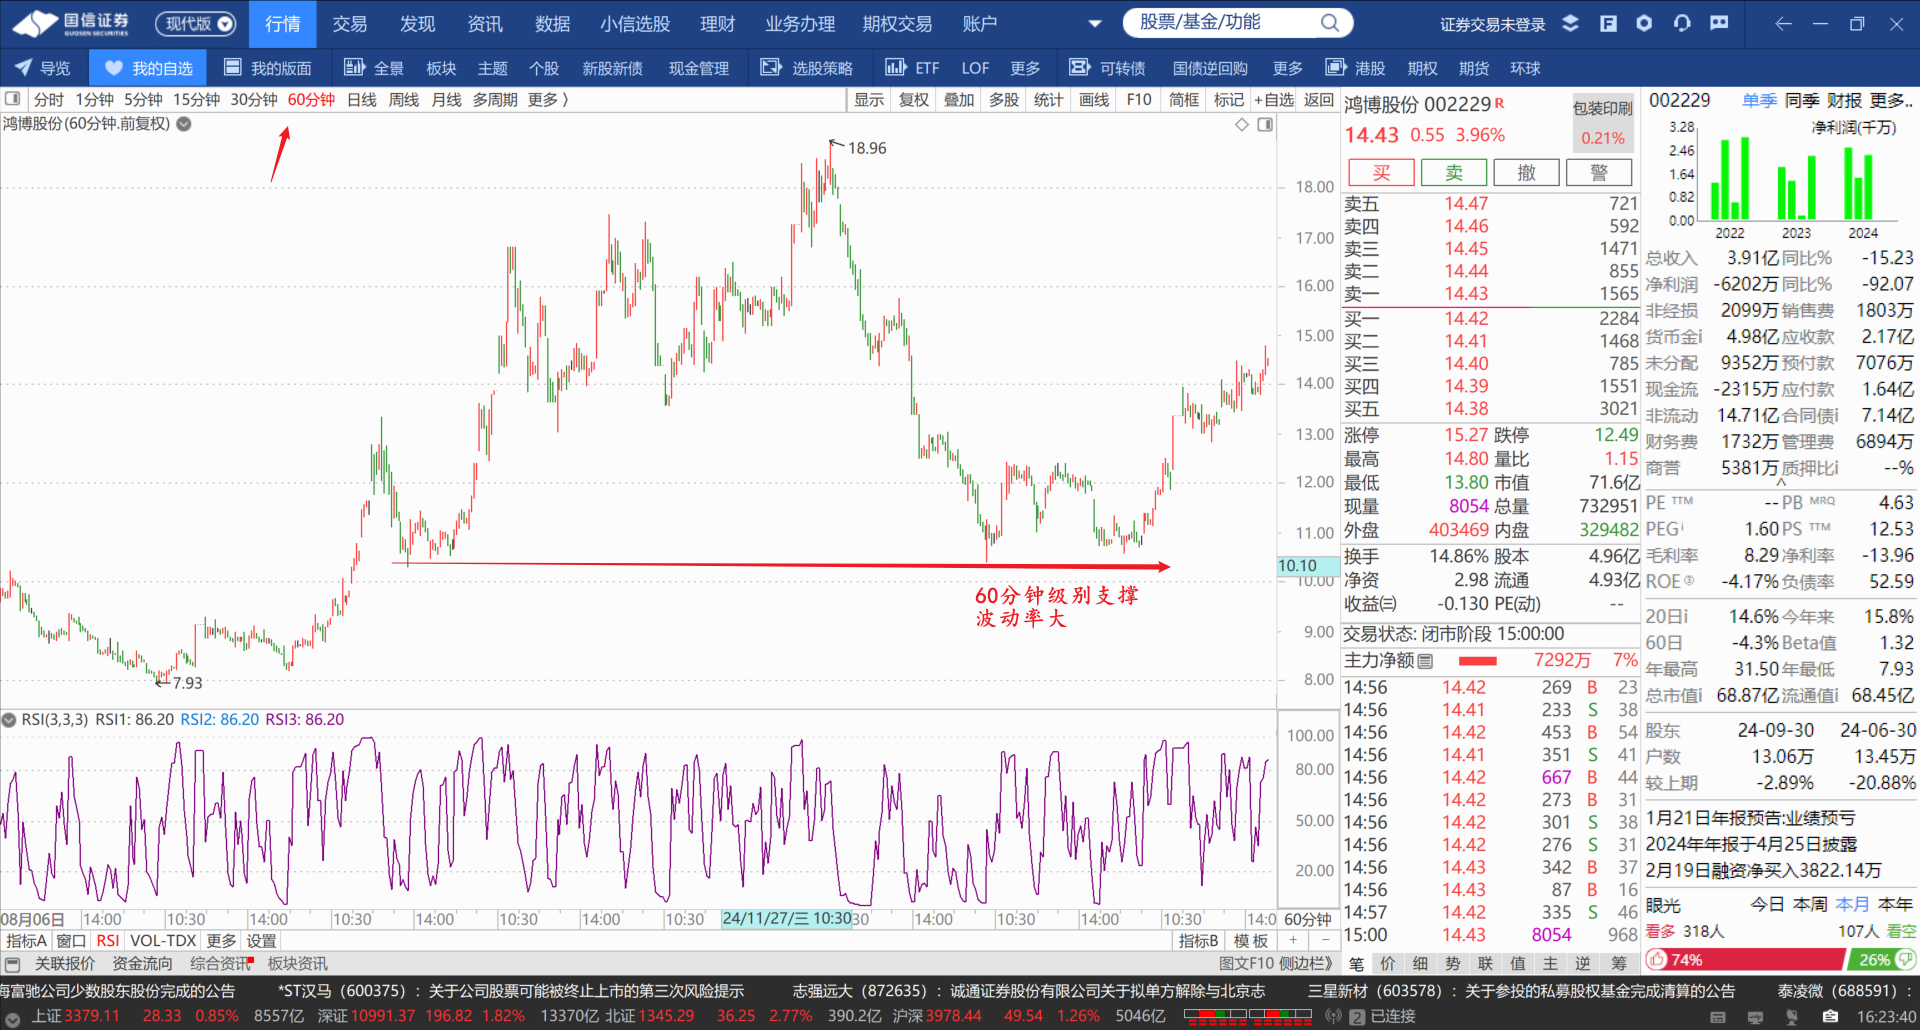 国信证券 GUOSEN SECURITIES 现代版 行情 交易 发现 资讯 数据 小信选股 理财 业务办理 期权交易 账户 股票/基金/功能 证券交易未登录
导览 我的自选 我的版面 全景 板块 主题 个股 新股新债 现金管理 选股策略 ETF LOF 更多 可转债 国债逆回购 更多 港股 期权 期货 环球
分时 1分钟 5分钟 15分钟 30分钟 60分钟 日线 周线 月线 多周期 更多 〉 显示 复权 叠加 多股 统计 画线 F10 简框 标记 +自选 返回
鸿博股份(60分钟.前复权)
18.96
7.93
60分钟级别支撑
波动率大
18.00
17.00
16.00
15.00
14.00
13.00
12.00
11.00
10.10
10.00
9.00
8.00
RSI(3,3,3) RSI1: 86.20 RSI2: 86.20 RSI3: 86.20
100.00
80.00
50.00
20.00
08月06日 14:00 10:30 14:00 10:30 14:00 10:30 14:00 10:30 24/11/27/三 10:30 30 14:00 10:30 14:00 10:30 14:0 60分钟
指标A 窗口 RSI VOL-TDX 更多 设置 指标B 模板 + −
关联报价 资金流向 综合资讯 板块资讯 图文F10 侧边栏》
鸿博股份 002229 R
14.43 0.55 3.96%
包装印刷
0.21%
买 卖 撤 警
卖五 14.47 721
卖四 14.46 592
卖三 14.45 1471
卖二 14.44 855
卖一 14.43 1565
买一 14.42 2284
买二 14.41 1468
买三 14.40 785
买四 14.39 1551
买五 14.38 3021
涨停 15.27 跌停 12.49
最高 14.80 量比 1.15
最低 13.80 市值 71.6亿
现量 8054 总量 732951
外盘 403469 内盘 329482
换手 14.86% 股本 4.96亿
净资 2.98 流通 4.93亿
收益㈢ -0.130 PE(动) --
交易状态: 闭市阶段 15:00:00
主力净额 7292万 7%
14:56 14.42 269 B 23
14:56 14.41 233 S 38
14:56 14.42 453 B 54
14:56 14.41 351 S 41
14:56 14.42 667 B 44
14:56 14.42 273 B 31
14:56 14.42 301 S 38
14:56 14.42 276 S 31
14:56 14.43 342 B 37
14:56 14.43 87 B 16
14:57 14.42 335 S 46
15:00 14.43 8054 968
笔 价 细 势 联 值 主 逆 筹
002229 单季 同季 财报 更多..
净利润(千万)
3.28
2.46
1.64
0.82
0.00
2022 2023 2024
总收入 3.91亿 同比% -15.23
净利润 -6202万 同比% -92.07
非经损 2099万 销售费 1803万
货币金i 4.98亿 应收款 2.17亿
未分配 9352万 预付款 7076万
现金流 -2315万 应付款 1.64亿
非流动 14.71亿 合同债i 7.14亿
财务费 1732万 管理费 6894万
商誉 5381万 质押比i --%
PE TTM -- PB MRQ 4.63
PEG i 1.60 PS TTM 12.53
毛利率 8.29 净利率 -13.96
ROE③ -4.17% 负债率 52.59
20日i 14.6% 今年来 15.8%
60日 -4.3% Beta值 1.32
年最高 31.50 年最低 7.93
总市值i 68.87亿 流通值i 68.45亿
股东 24-09-30 24-06-30
户数 13.06万 13.45万
较上期 -2.89% -20.88%
1月21日年报预告:业绩预亏
2024年年报于4月25日披露
2月19日融资净买入3822.14万
眼光 今日 本周 本月 本年
看多 318人 107人 看空
74% 26%
海富驰公司少数股东股份完成的公告 *ST汉马（600375）：关于公司股票可能被终止上市的第三次风险提示 志强远大（872635）：诚通证券股份有限公司关于拟单方解除与北京志 三星新材（603578）：关于参投的私募股权基金完成清算的公告 泰凌微（688591）：
上证 3379.11 28.33 0.85% 8557亿 深证 10991.37 196.82 1.82% 13370亿 北证 1345.29 36.25 2.77% 390.2亿 沪深 3978.44 49.54 1.26% 5046亿 2 已连接 16:23:40